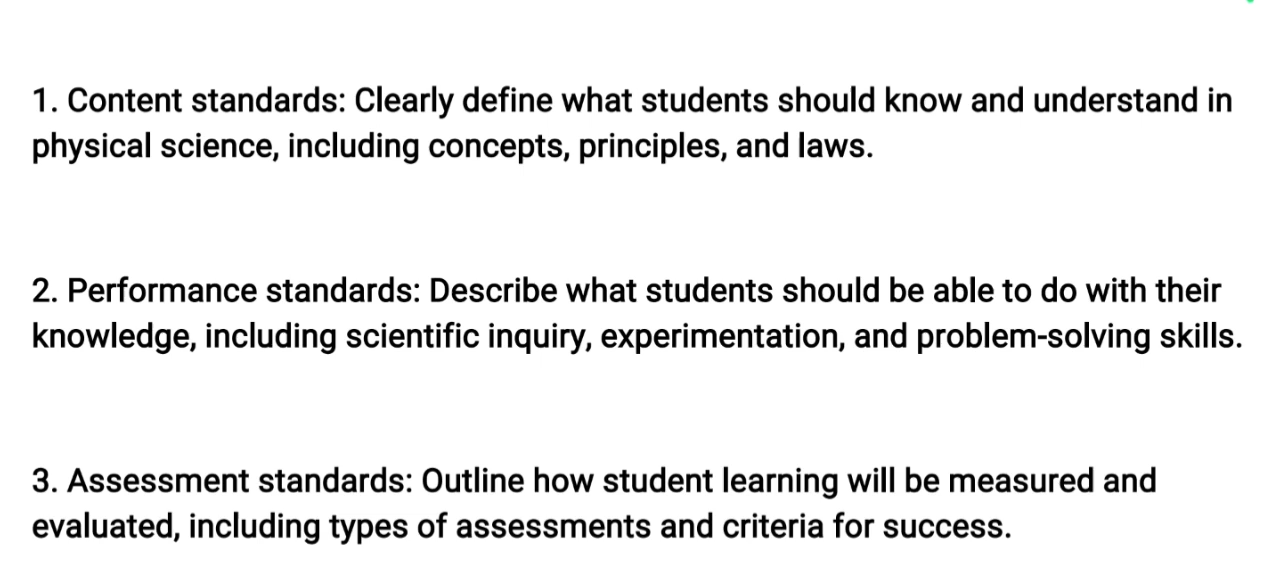 1. Content standards: Clearly define what students should know and understand in
physical science, including concepts, principles, and laws.
2. Performance standards: Describe what students should be able to do with their
knowledge, including scientific inquiry, experimentation, and problem-solving skills.
3. Assessment standards: Outline how student learning will be measured and
evaluated, including types of assessments and criteria for success.